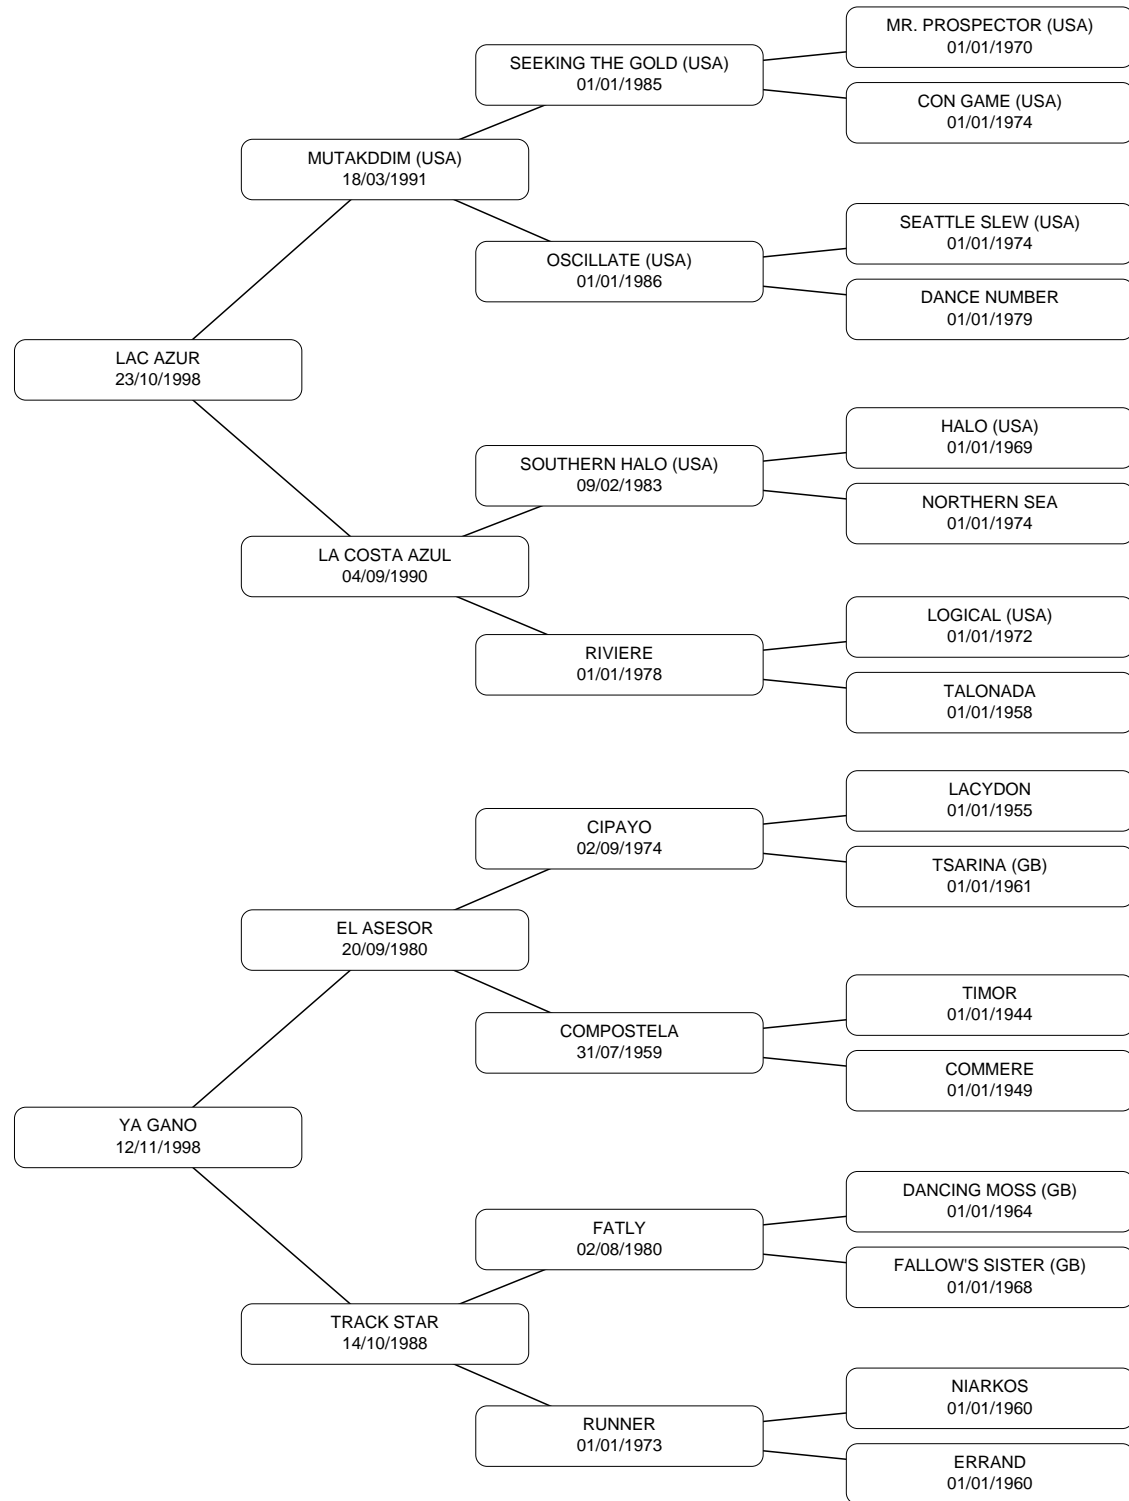 MR. PROSPECTOR (USA)
01/01/1970
SEEKING THE GOLD (USA)
01/01/1985
CON GAME (USA)
01/01/1974
MUTAKDDIM (USA)
18/03/1991
SEATTLE SLEW (USA)
01/01/1974
OSCILLATE (USA)
01/01/1986
DANCE NUMBER
01/01/1979
LAC AZUR
23/10/1998
HALO (USA)
01/01/1969
SOUTHERN HALO (USA)
09/02/1983
NORTHERN SEA
01/01/1974
LA COSTA AZUL
04/09/1990
LOGICAL (USA)
01/01/1972
RIVIERE
01/01/1978
TALONADA
01/01/1958
LACYDON
01/01/1955
CIPAYO
02/09/1974
TSARINA (GB)
01/01/1961
EL ASESOR
20/09/1980
TIMOR
01/01/1944
COMPOSTELA
31/07/1959
COMMERE
01/01/1949
YA GANO
12/11/1998
DANCING MOSS (GB)
01/01/1964
FATLY
02/08/1980
FALLOW'S SISTER (GB)
01/01/1968
TRACK STAR
14/10/1988
NIARKOS
01/01/1960
RUNNER
01/01/1973
ERRAND
01/01/1960